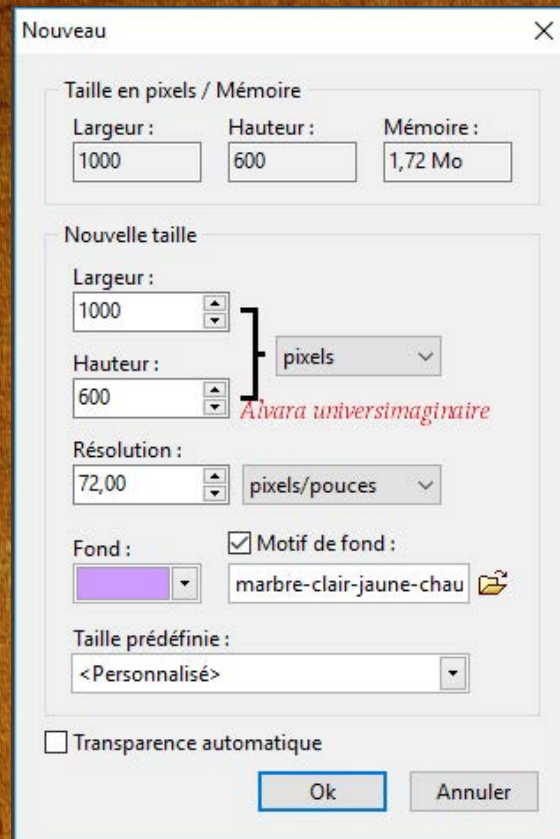 Nouveau
Taille en pixels / Mémoire
Largeur : Hauteur : Mémoire :
1000 600 1,72 Mo
Nouvelle taille
Largeur :
1000
pixels
Hauteur :
600
Alvara universimaginaire
Résolution :
72,00 pixels/pouces
Fond : Motif de fond :
marbre-clair-jaune-chau
Taille prédéfinie :
<Personnalisé>
Transparence automatique
Ok Annuler